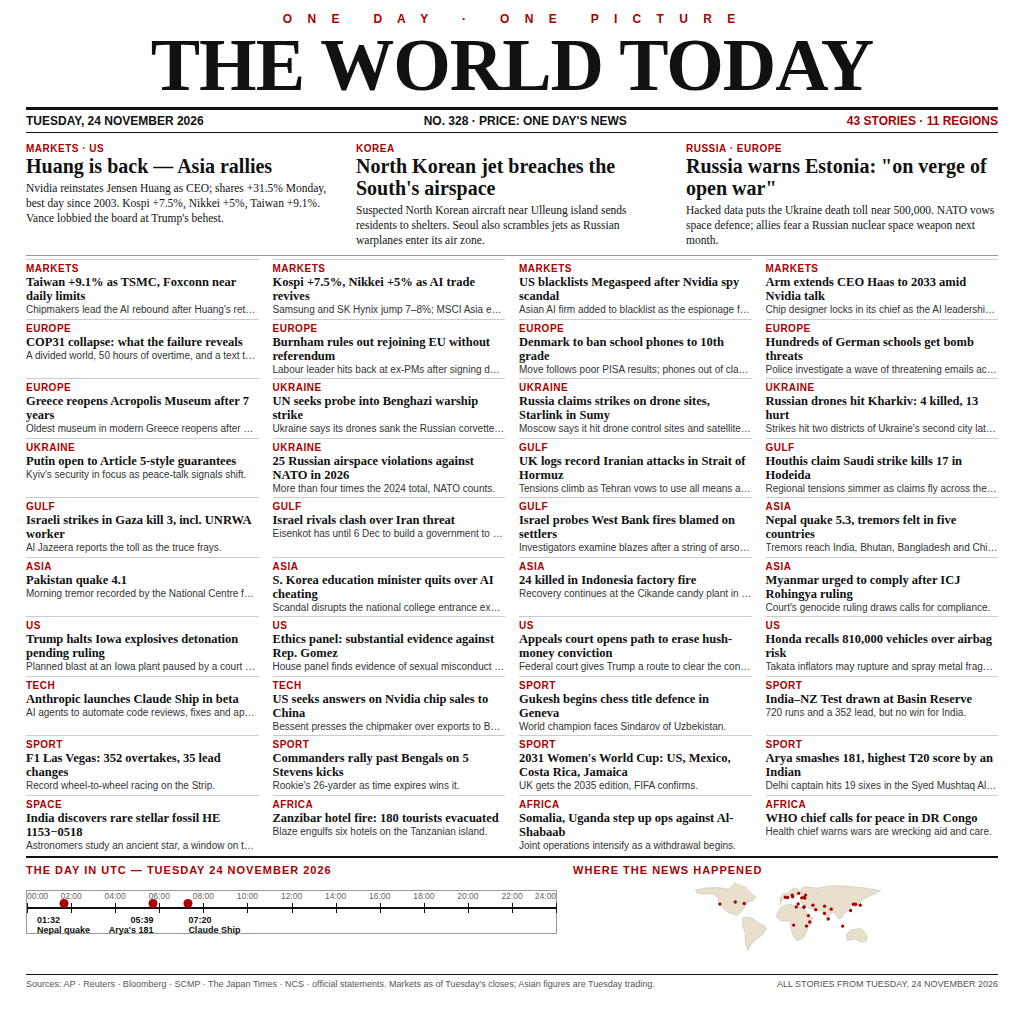 ONE DAY · ONE PICTURE
THE WORLD TODAY
TUESDAY, 24 NOVEMBER 2026
NO. 328 · PRICE: ONE DAY'S NEWS
43 STORIES · 11 REGIONS
MARKETS · US
Huang is back — Asia rallies
Nvidia reinstates Jensen Huang as CEO; shares +31.5% Monday,
best day since 2003. Kospi +7.5%, Nikkei +5%, Taiwan +9.1%.
Vance lobbied the board at Trump's behest.
KOREA
North Korean jet breaches the
South's airspace
Suspected North Korean aircraft near Ulleung island sends
residents to shelters. Seoul also scrambles jets as Russian
warplanes enter its air zone.
RUSSIA · EUROPE
Russia warns Estonia: "on verge of
open war"
Hacked data puts the Ukraine death toll near 500,000. NATO vows
space defence; allies fear a Russian nuclear space weapon next
month.
MARKETS
Taiwan +9.1% as TSMC, Foxconn near
daily limits
Chipmakers lead the AI rebound after Huang's ret…
MARKETS
Kospi +7.5%, Nikkei +5% as AI trade
revives
Samsung and SK Hynix jump 7–8%; MSCI Asia e…
MARKETS
US blacklists Megaspeed after Nvidia spy
scandal
Asian AI firm added to blacklist as the espionage f…
MARKETS
Arm extends CEO Haas to 2033 amid
Nvidia talk
Chip designer locks in its chief as the AI leadershi…
EUROPE
COP31 collapse: what the failure reveals
A divided world, 50 hours of overtime, and a text t…
EUROPE
Burnham rules out rejoining EU without
referendum
Labour leader hits back at ex-PMs after signing d…
EUROPE
Denmark to ban school phones to 10th
grade
Move follows poor PISA results; phones out of cla…
EUROPE
Hundreds of German schools get bomb
threats
Police investigate a wave of threatening emails ac…
EUROPE
Greece reopens Acropolis Museum after 7
years
Oldest museum in modern Greece reopens after …
UKRAINE
UN seeks probe into Benghazi warship
strike
Ukraine says its drones sank the Russian corvette…
UKRAINE
Russia claims strikes on drone sites,
Starlink in Sumy
Moscow says it hit drone control sites and satellite…
UKRAINE
Russian drones hit Kharkiv: 4 killed, 13
hurt
Strikes hit two districts of Ukraine's second city lat…
UKRAINE
Putin open to Article 5-style guarantees
Kyiv's security in focus as peace-talk signals shift.
UKRAINE
25 Russian airspace violations against
NATO in 2026
More than four times the 2024 total, NATO counts.
GULF
UK logs record Iranian attacks in Strait of
Hormuz
Tensions climb as Tehran vows to use all means a…
GULF
Houthis claim Saudi strike kills 17 in
Hodeida
Regional tensions simmer as claims fly across the…
GULF
Israeli strikes in Gaza kill 3, incl. UNRWA
worker
Al Jazeera reports the toll as the truce frays.
GULF
Israel rivals clash over Iran threat
Eisenkot has until 6 Dec to build a government to …
GULF
Israel probes West Bank fires blamed on
settlers
Investigators examine blazes after a string of arso…
ASIA
Nepal quake 5.3, tremors felt in five
countries
Tremors reach India, Bhutan, Bangladesh and Chi…
ASIA
Pakistan quake 4.1
Morning tremor recorded by the National Centre f…
ASIA
S. Korea education minister quits over AI
cheating
Scandal disrupts the national college entrance ex…
ASIA
24 killed in Indonesia factory fire
Recovery continues at the Cikande candy plant in …
ASIA
Myanmar urged to comply after ICJ
Rohingya ruling
Court's genocide ruling draws calls for compliance.
US
Trump halts Iowa explosives detonation
pending ruling
Planned blast at an Iowa plant paused by a court …
US
Ethics panel: substantial evidence against
Rep. Gomez
House panel finds evidence of sexual misconduct …
US
Appeals court opens path to erase hush-
money conviction
Federal court gives Trump a route to clear the con…
US
Honda recalls 810,000 vehicles over airbag
risk
Takata inflators may rupture and spray metal frag…
TECH
Anthropic launches Claude Ship in beta
AI agents to automate code reviews, fixes and ap…
TECH
US seeks answers on Nvidia chip sales to
China
Bessent presses the chipmaker over exports to B…
SPORT
Gukesh begins chess title defence in
Geneva
World champion faces Sindarov of Uzbekistan.
SPORT
India–NZ Test drawn at Basin Reserve
720 runs and a 352 lead, but no win for India.
SPORT
F1 Las Vegas: 352 overtakes, 35 lead
changes
Record wheel-to-wheel racing on the Strip.
SPORT
Commanders rally past Bengals on 5
Stevens kicks
Rookie's 26-yarder as time expires wins it.
SPORT
2031 Women's World Cup: US, Mexico,
Costa Rica, Jamaica
UK gets the 2035 edition, FIFA confirms.
SPORT
Arya smashes 181, highest T20 score by an
Indian
Delhi captain hits 19 sixes in the Syed Mushtaq Al…
SPACE
India discovers rare stellar fossil HE
1153−0518
Astronomers study an ancient star, a window on t…
AFRICA
Zanzibar hotel fire: 180 tourists evacuated
Blaze engulfs six hotels on the Tanzanian island.
AFRICA
Somalia, Uganda step up ops against Al-
Shabaab
Joint operations intensify as a withdrawal begins.
AFRICA
WHO chief calls for peace in DR Congo
Health chief warns wars are wrecking aid and care.
THE DAY IN UTC — TUESDAY 24 NOVEMBER 2026
00:00 02:00 04:00 06:00 08:00 10:00 12:00 14:00 16:00 18:00 20:00 22:00 24:00
01:32
Nepal quake
05:39
Arya's 181
07:20
Claude Ship
WHERE THE NEWS HAPPENED
Sources: AP · Reuters · Bloomberg · SCMP · The Japan Times · NCS · official statements. Markets as of Tuesday's closes; Asian figures are Tuesday trading.
ALL STORIES FROM TUESDAY, 24 NOVEMBER 2026